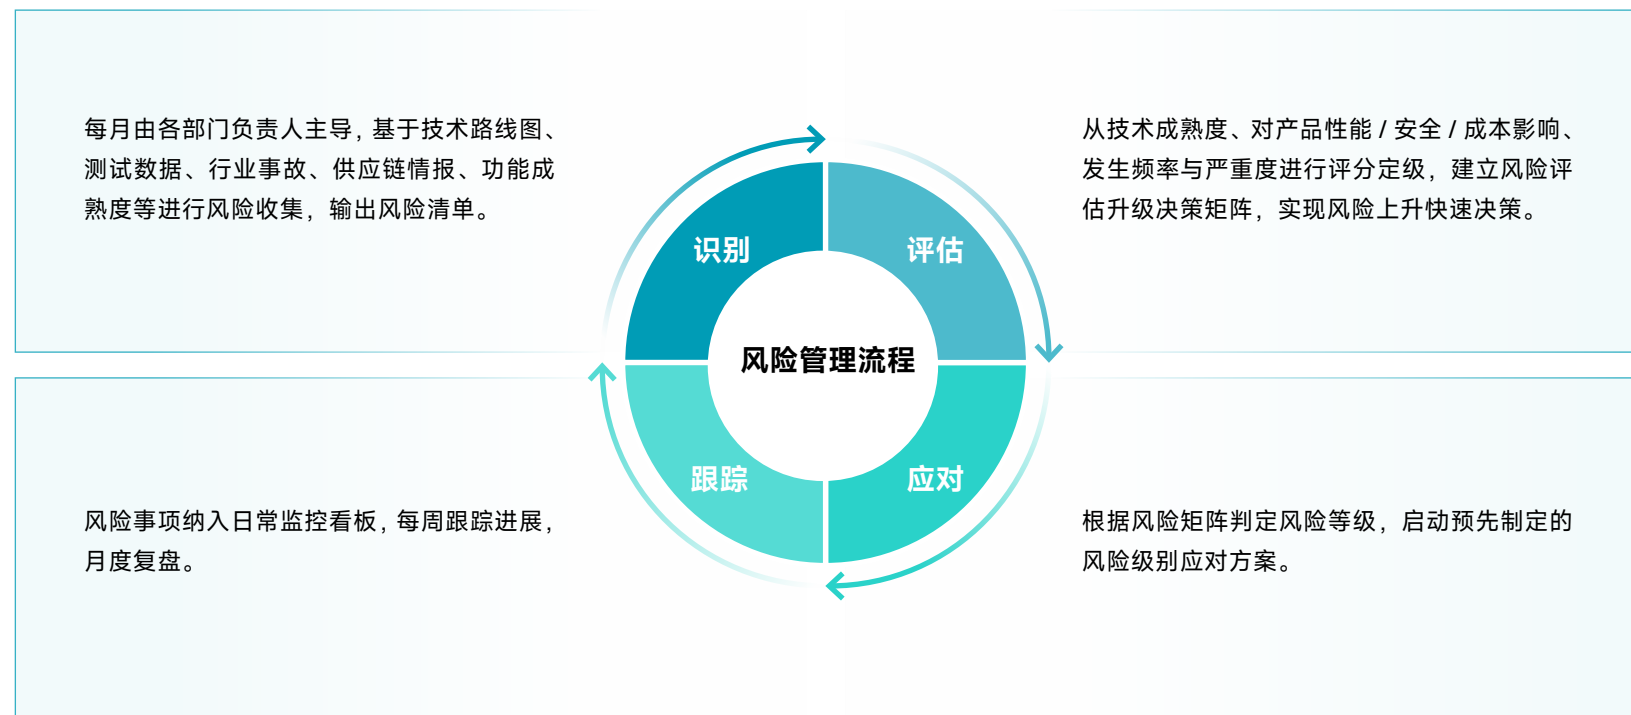 每月由各部门负责人主导，基于技术路线图、
测试数据、行业事故、供应链情报、功能成
熟度等进行风险收集，输出风险清单。
从技术成熟度、对产品性能 / 安全 / 成本影响、
发生频率与严重度进行评分定级，建立风险评
估升级决策矩阵，实现风险上升快速决策。
识别
评估
风险管理流程
跟踪
应对
风险事项纳入日常监控看板，每周跟踪进展，
月度复盘。
根据风险矩阵判定风险等级，启动预先制定的
风险级别应对方案。